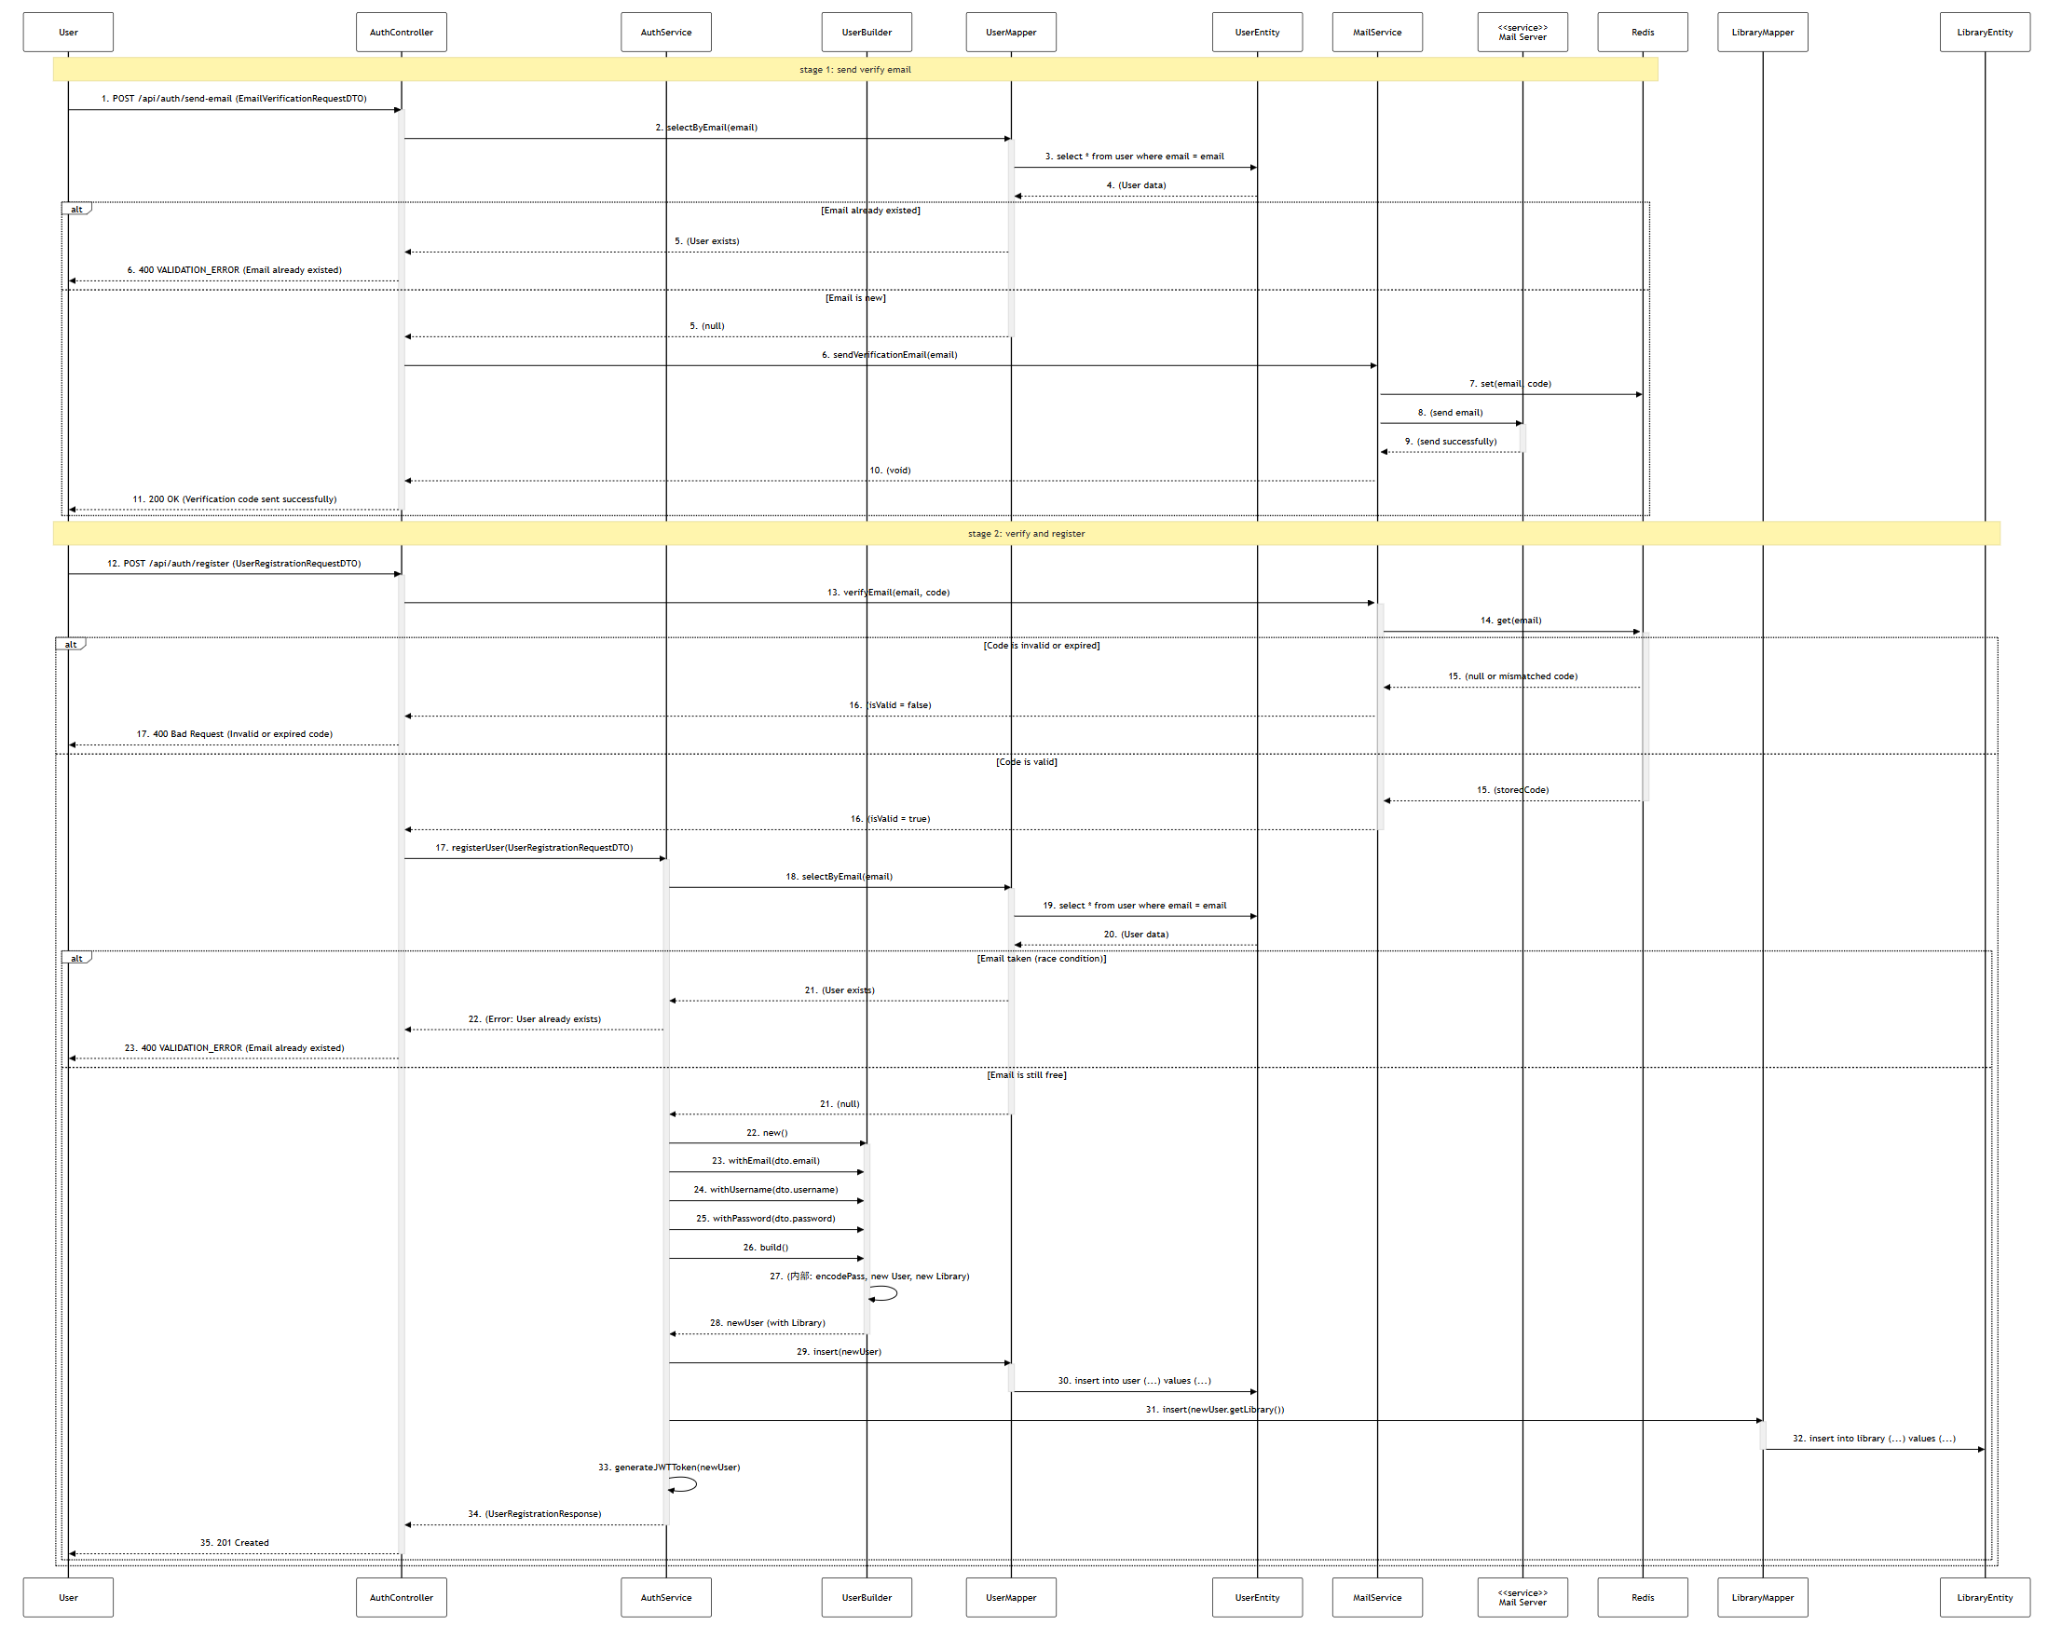 User
AuthController
AuthService
UserBuilder
UserMapper
UserEntity
MailService
<<service>>
Mail Server
Redis
LibraryMapper
LibraryEntity
stage 1: send verify email
1. POST /api/auth/send-email (EmailVerificationRequestDTO)
2. selectByEmail(email)
3. select * from user where email = email
4. (User data)
alt
[Email already existed]
5. (User exists)
6. 400 VALIDATION_ERROR (Email already existed)
[Email is new]
5. (null)
6. sendVerificationEmail(email)
7. set(email, code)
8. (send email)
9. (send successfully)
10. (void)
11. 200 OK (Verification code sent successfully)
stage 2: verify and register
12. POST /api/auth/register (UserRegistrationRequestDTO)
13. verifyEmail(email, code)
14. get(email)
alt
[Code is invalid or expired]
15. (null or mismatched code)
16. (isValid = false)
17. 400 Bad Request (Invalid or expired code)
[Code is valid]
15. (storedCode)
16. (isValid = true)
17. registerUser(UserRegistrationRequestDTO)
18. selectByEmail(email)
19. select * from user where email = email
20. (User data)
alt
[Email taken (race condition)]
21. (User exists)
22. (Error: User already exists)
23. 400 VALIDATION_ERROR (Email already existed)
[Email is still free]
21. (null)
22. new()
23. withEmail(dto.email)
24. withUsername(dto.username)
25. withPassword(dto.password)
26. build()
27. (内部: encodePass, new User, new Library)
28. newUser (with Library)
29. insert(newUser)
30. insert into user (...) values (...)
31. insert(newUser.getLibrary())
32. insert into library (...) values (...)
33. generateJWTToken(newUser)
34. (UserRegistrationResponse)
35. 201 Created
User
AuthController
AuthService
UserBuilder
UserMapper
UserEntity
MailService
<<service>>
Mail Server
Redis
LibraryMapper
LibraryEntity